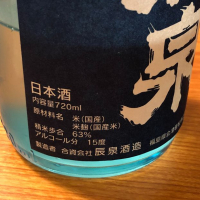 泉
日本酒
内容量720ml
原材料名 米(国産)
米麹(国産米)
精米歩合 63%
アルコール分 15度
製造者 合資会社 辰泉酒造